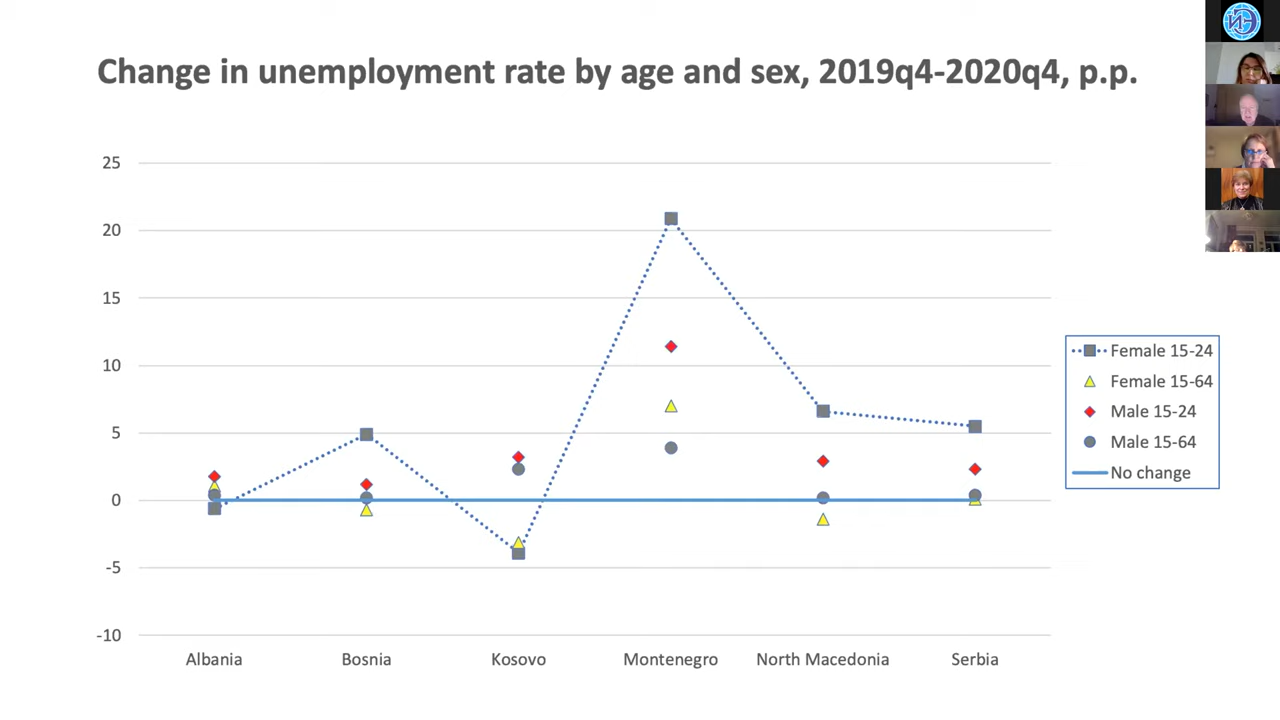 Change in unemployment rate by age and sex, 2019q4-2020q4, p.p.
25
20
15
10
5
0
-5
-10
Albania Bosnia Kosovo Montenegro North Macedonia Serbia
Female 15-24
Female 15-64
Male 15-24
Male 15-64
No change